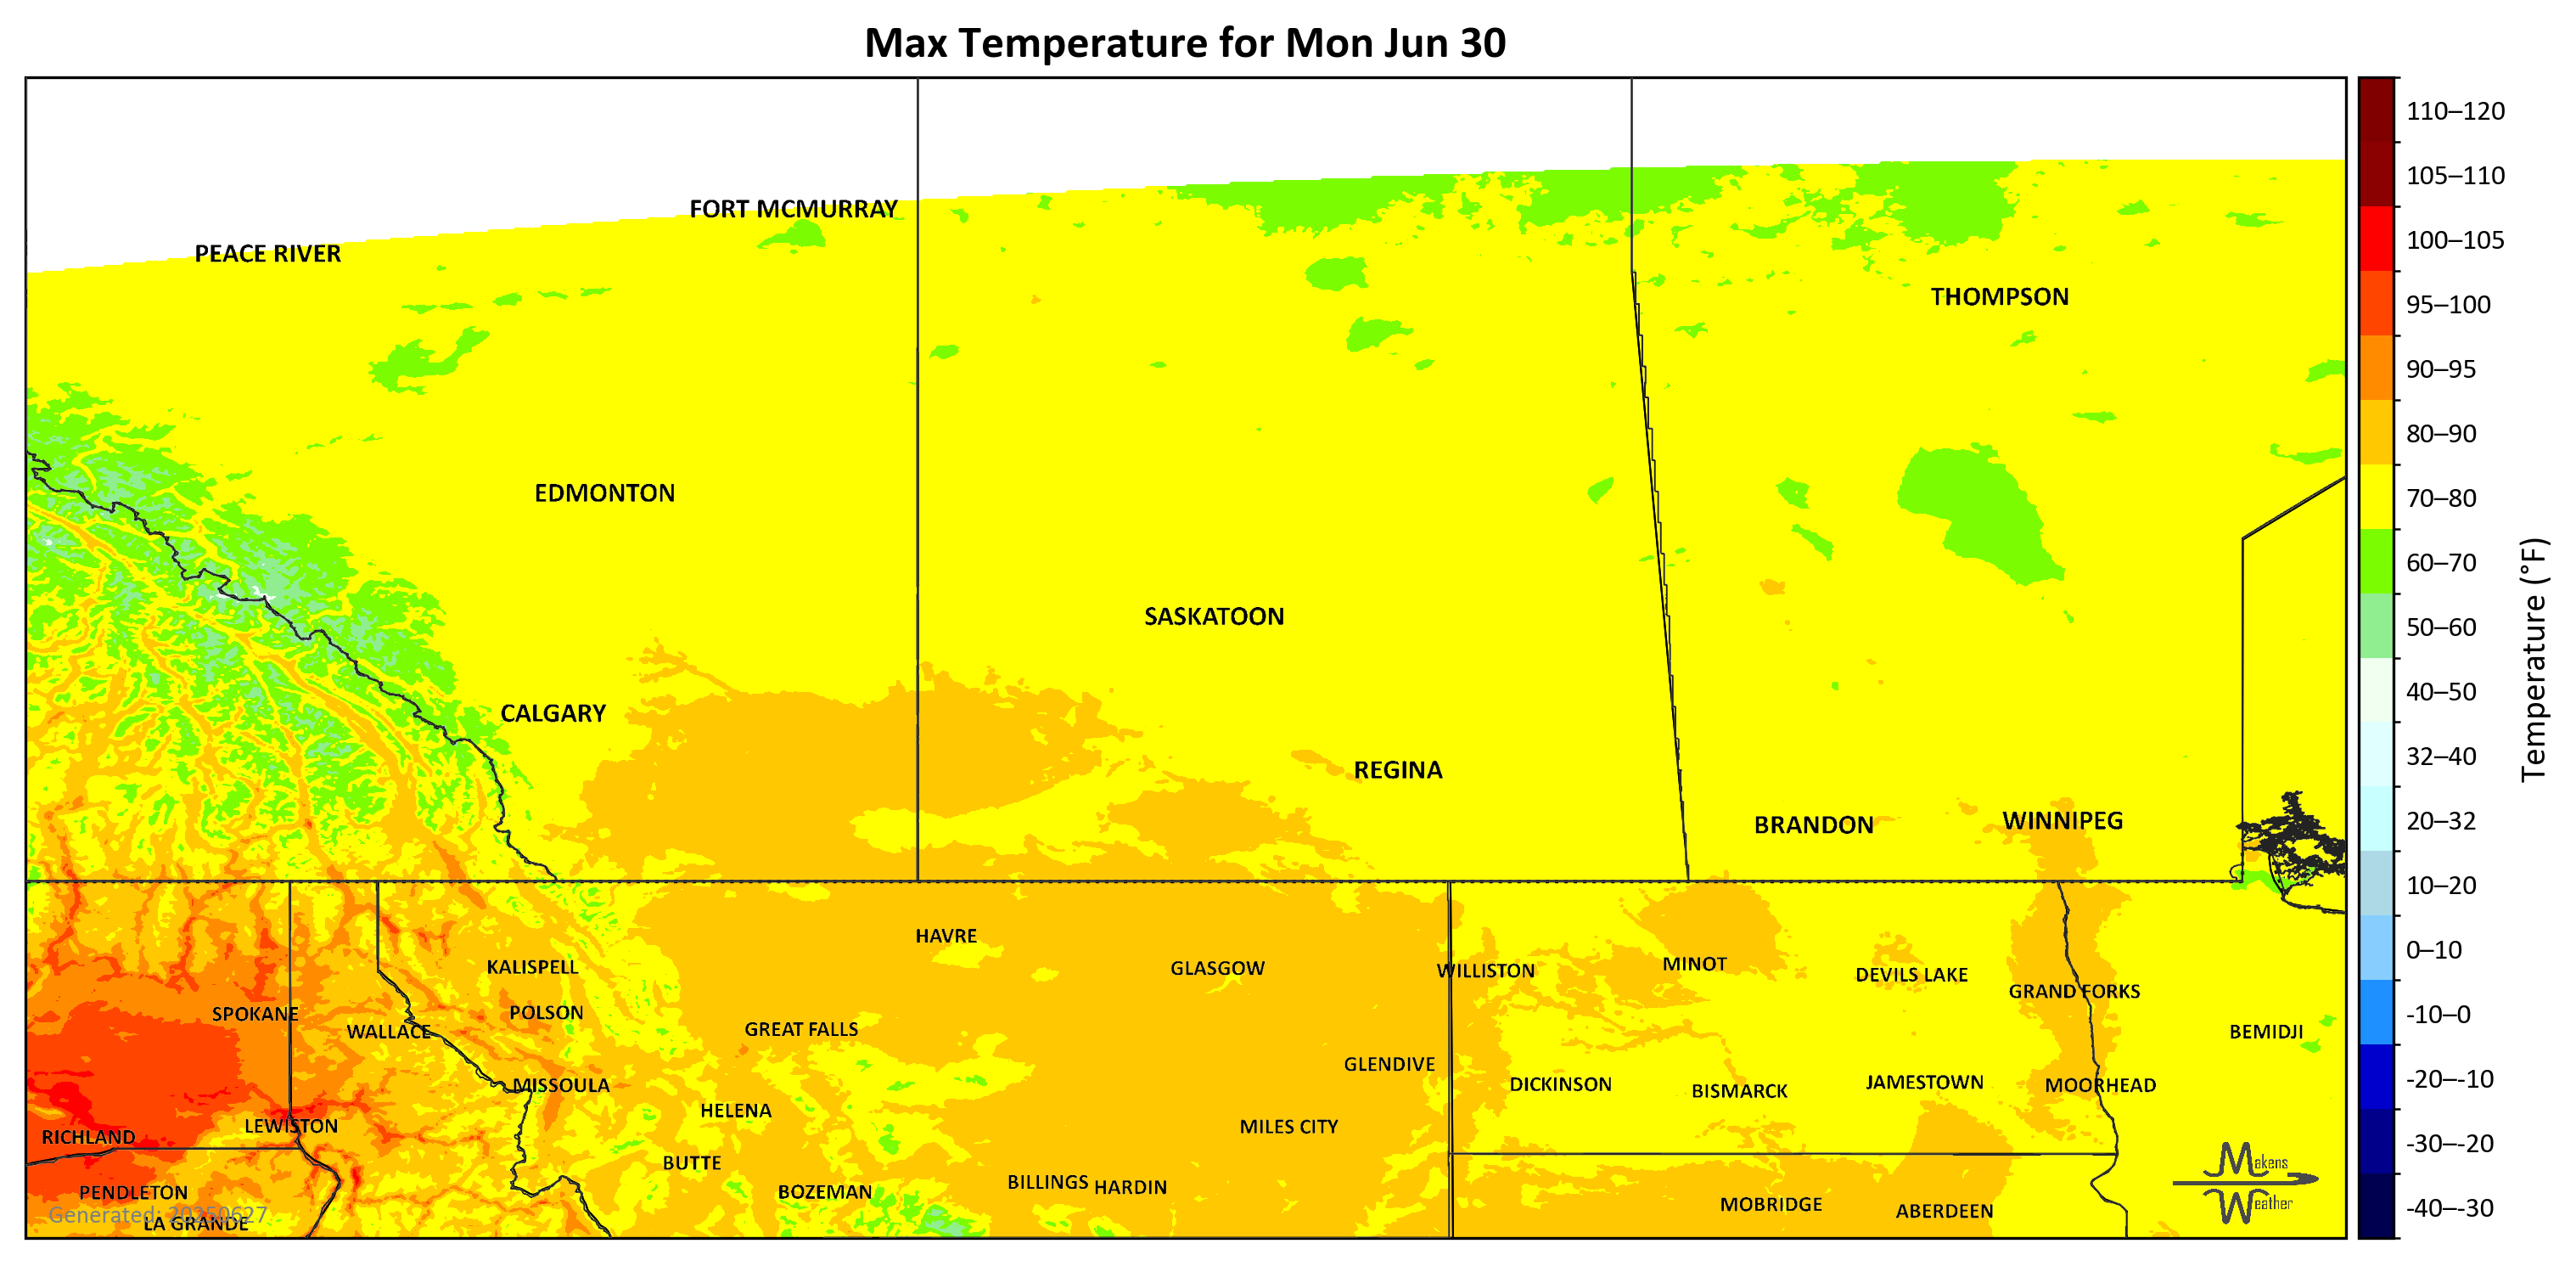 Max Temperature for Mon Jun 30
110–120
105–110
100–105
95–100
90–95
80–90
70–80
60–70
50–60
40–50
32–40
20–32
10–20
0–10
-10–0
-20–-10
-30–-20
-40–-30
Temperature (°F)
FORT MCMURRAY
PEACE RIVER
THOMPSON
EDMONTON
SASKATOON
CALGARY
REGINA
BRANDON
WINNIPEG
HAVRE
KALISPELL
GLASGOW
WILLISTON
MINOT
DEVILS LAKE
GRAND FORKS
SPOKANE
POLSON
WALLACE
GREAT FALLS
BEMIDJI
GLENDIVE
MISSOULA
DICKINSON
BISMARCK
JAMESTOWN
MOORHEAD
HELENA
LEWISTON
MILES CITY
RICHLAND
BUTTE
BILLINGS
HARDIN
PENDLETON
BOZEMAN
MOBRIDGE
ABERDEEN
LA GRANDE
Generated: 20250627
Makens
Weather